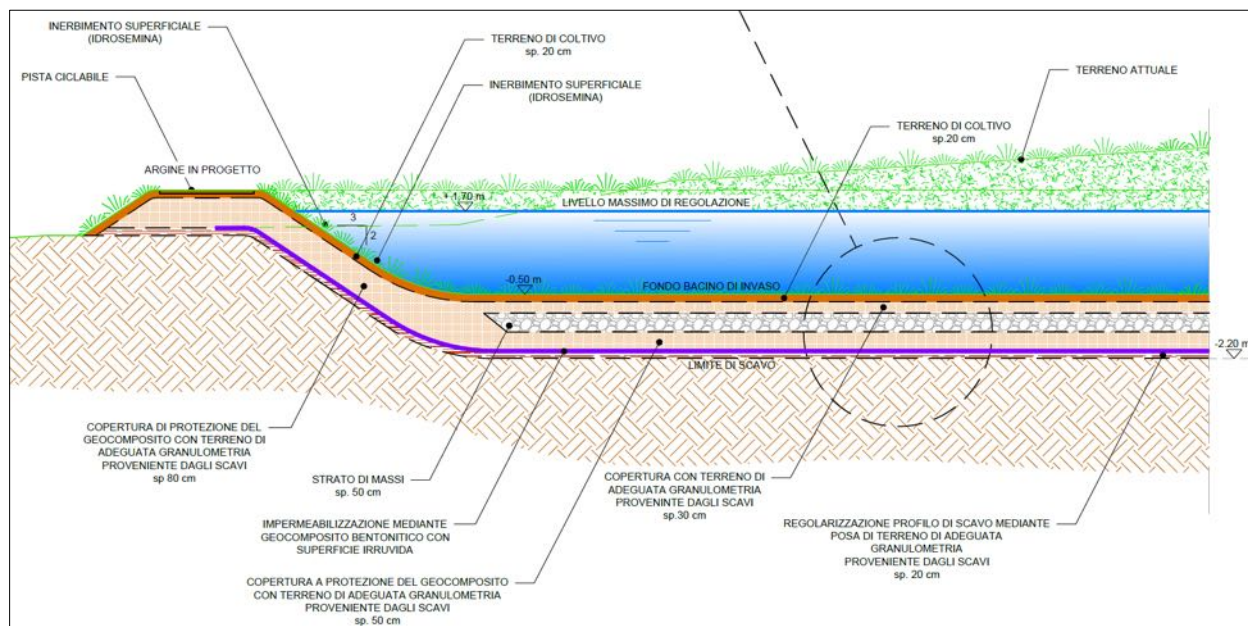 INERBIMENTO SUPERFICIALE
(IDROSEMINA)
TERRENO DI COLTIVO
sp. 20 cm
PISTA CICLABILE
INERBIMENTO SUPERFICIALE
(IDROSEMINA)
TERRENO ATTUALE
TERRENO DI COLTIVO
sp.20 cm
ARGINE IN PROGETTO
+ 1.70 m
LIVELLO MASSIMO DI REGOLAZIONE
3
2
-0.50 m
FONDO BACINO DI INVASO
-2.20 m
LIMITE DI SCAVO
COPERTURA DI PROTEZIONE DEL
GEOCOMPOSITO CON TERRENO DI
ADEGUATA GRANULOMETRIA
PROVENIENTE DAGLI SCAVI
sp 80 cm
STRATO DI MASSI
sp. 50 cm
IMPERMEABILIZZAZIONE MEDIANTE
GEOCOMPOSITO BENTONITICO CON
SUPERFICIE IRRUVIDA
COPERTURA A PROTEZIONE DEL GEOCOMPOSITO
CON TERRENO DI ADEGUATA GRANULOMETRIA
PROVENIENTE DAGLI SCAVI
sp. 50 cm
COPERTURA CON TERRENO DI
ADEGUATA GRANULOMETRIA
PROVENINTE DAGLI SCAVI
sp.30 cm
REGOLARIZZAZIONE PROFILO DI SCAVO MEDIANTE
POSA DI TERRENO DI ADEGUATA
GRANULOMETRIA
PROVENIENTE DAGLI SCAVI
sp. 20 cm